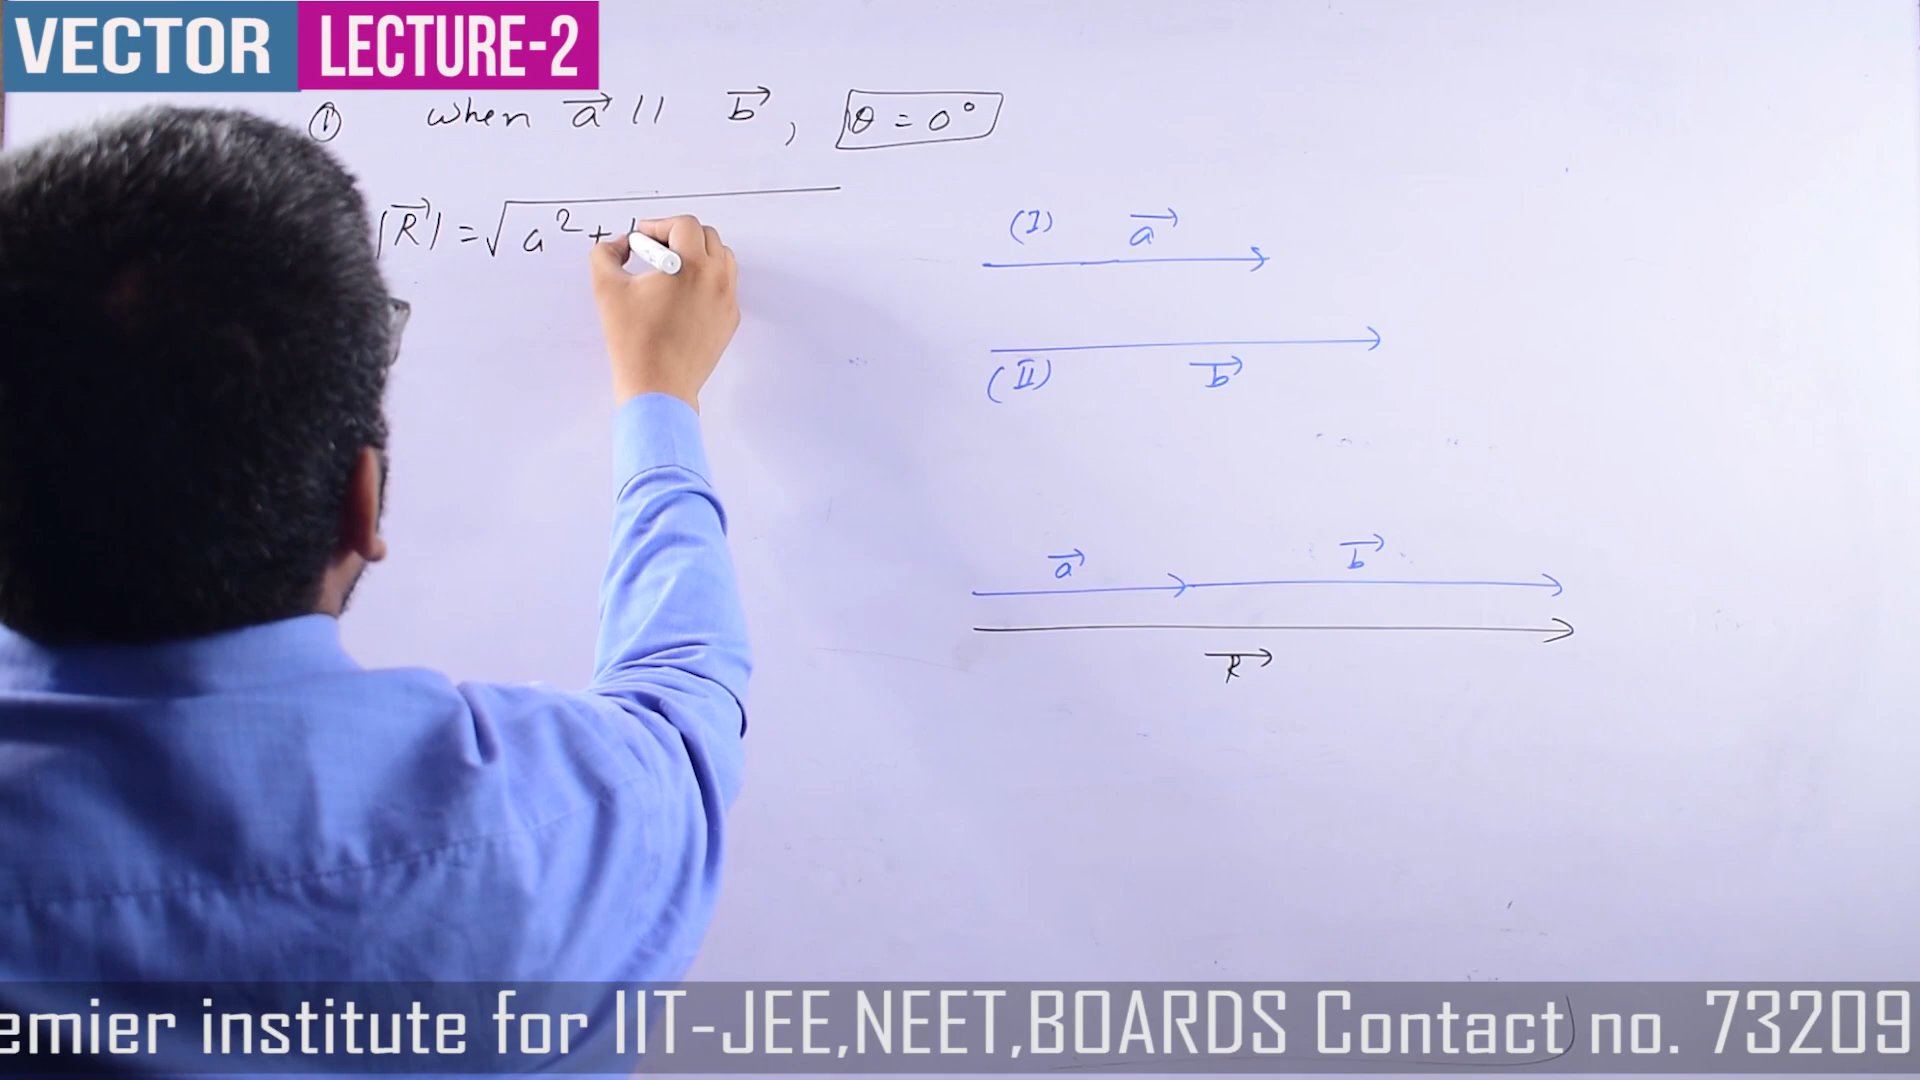 VECTOR LECTURE-2
① when a⃗ // b⃗, θ = 0°
|R⃗| = √a² +
(I) a⃗
(II) b⃗
a⃗ b⃗
R⃗
emier institute for IIT-JEE,NEET,BOARDS Contact no. 73209